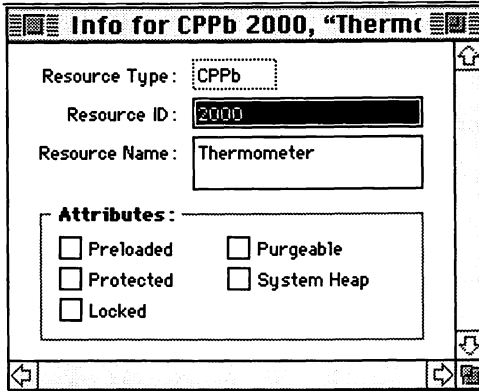 Info for CPPb 2000, “Therm
Resource Type: CPPb
Resource ID: 2000
Resource Name: Thermometer
Attributes:
Preloaded Purgeable
Protected System Heap
Locked